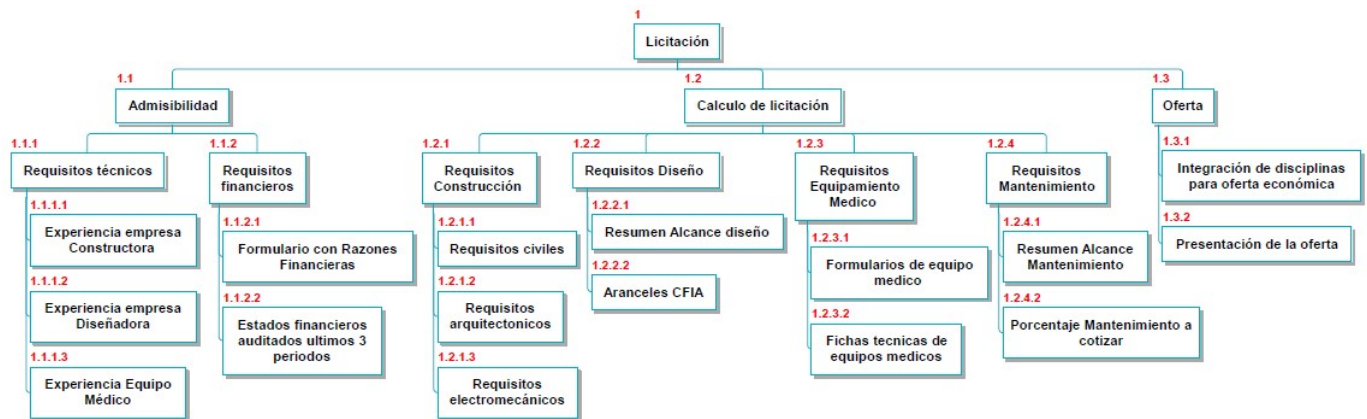 1
Licitación
1.1
Admisibilidad
1.1.1
Requisitos técnicos
1.1.1.1
Experiencia empresa
Constructora
1.1.1.2
Experiencia empresa
Diseñadora
1.1.1.3
Experiencia Equipo
Médico
1.1.2
Requisitos
financieros
1.1.2.1
Formulario con Razones
Financieras
1.1.2.2
Estados financieros
auditados ultimos 3
periodos
1.2
Calculo de licitación
1.2.1
Requisitos
Construcción
1.2.1.1
Requisitos civiles
1.2.1.2
Requisitos
arquitectonicos
1.2.1.3
Requisitos
electromecánicos
1.2.2
Requisitos Diseño
1.2.2.1
Resumen Alcance diseño
1.2.2.2
Aranceles CFIA
1.2.3
Requisitos
Equipamiento
Medico
1.2.3.1
Formularios de equipo
medico
1.2.3.2
Fichas tecnicas de
equipos medicos
1.2.4
Requisitos
Mantenimiento
1.2.4.1
Resumen Alcance
Mantenimiento
1.2.4.2
Porcentaje Mantenimiento a
cotizar
1.3
Oferta
1.3.1
Integración de disciplinas
para oferta económica
1.3.2
Presentación de la oferta